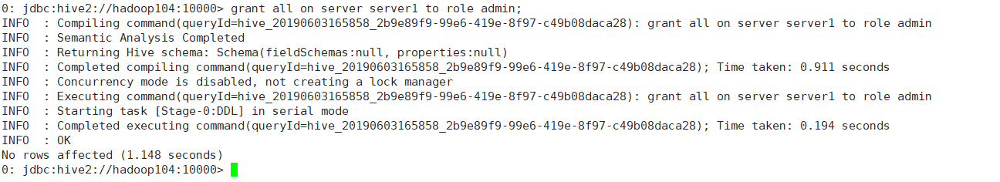 0: jdbc:hive2://hadoop104:10000> grant all on server server1 to role admin;
INFO  : Compiling command(queryId=hive_20190603165858_2b9e89f9-99e6-419e-8f97-c49b08daca28): grant all on server server1 to role admin
INFO  : Semantic Analysis Completed
INFO  : Returning Hive schema: Schema(fieldSchemas:null, properties:null)
INFO  : Completed compiling command(queryId=hive_20190603165858_2b9e89f9-99e6-419e-8f97-c49b08daca28); Time taken: 0.911 seconds
INFO  : Concurrency mode is disabled, not creating a lock manager
INFO  : Executing command(queryId=hive_20190603165858_2b9e89f9-99e6-419e-8f97-c49b08daca28): grant all on server server1 to role admin
INFO  : Starting task [Stage-0:DDL] in serial mode
INFO  : Completed executing command(queryId=hive_20190603165858_2b9e89f9-99e6-419e-8f97-c49b08daca28); Time taken: 0.194 seconds
INFO  : OK
No rows affected (1.148 seconds)
0: jdbc:hive2://hadoop104:10000>